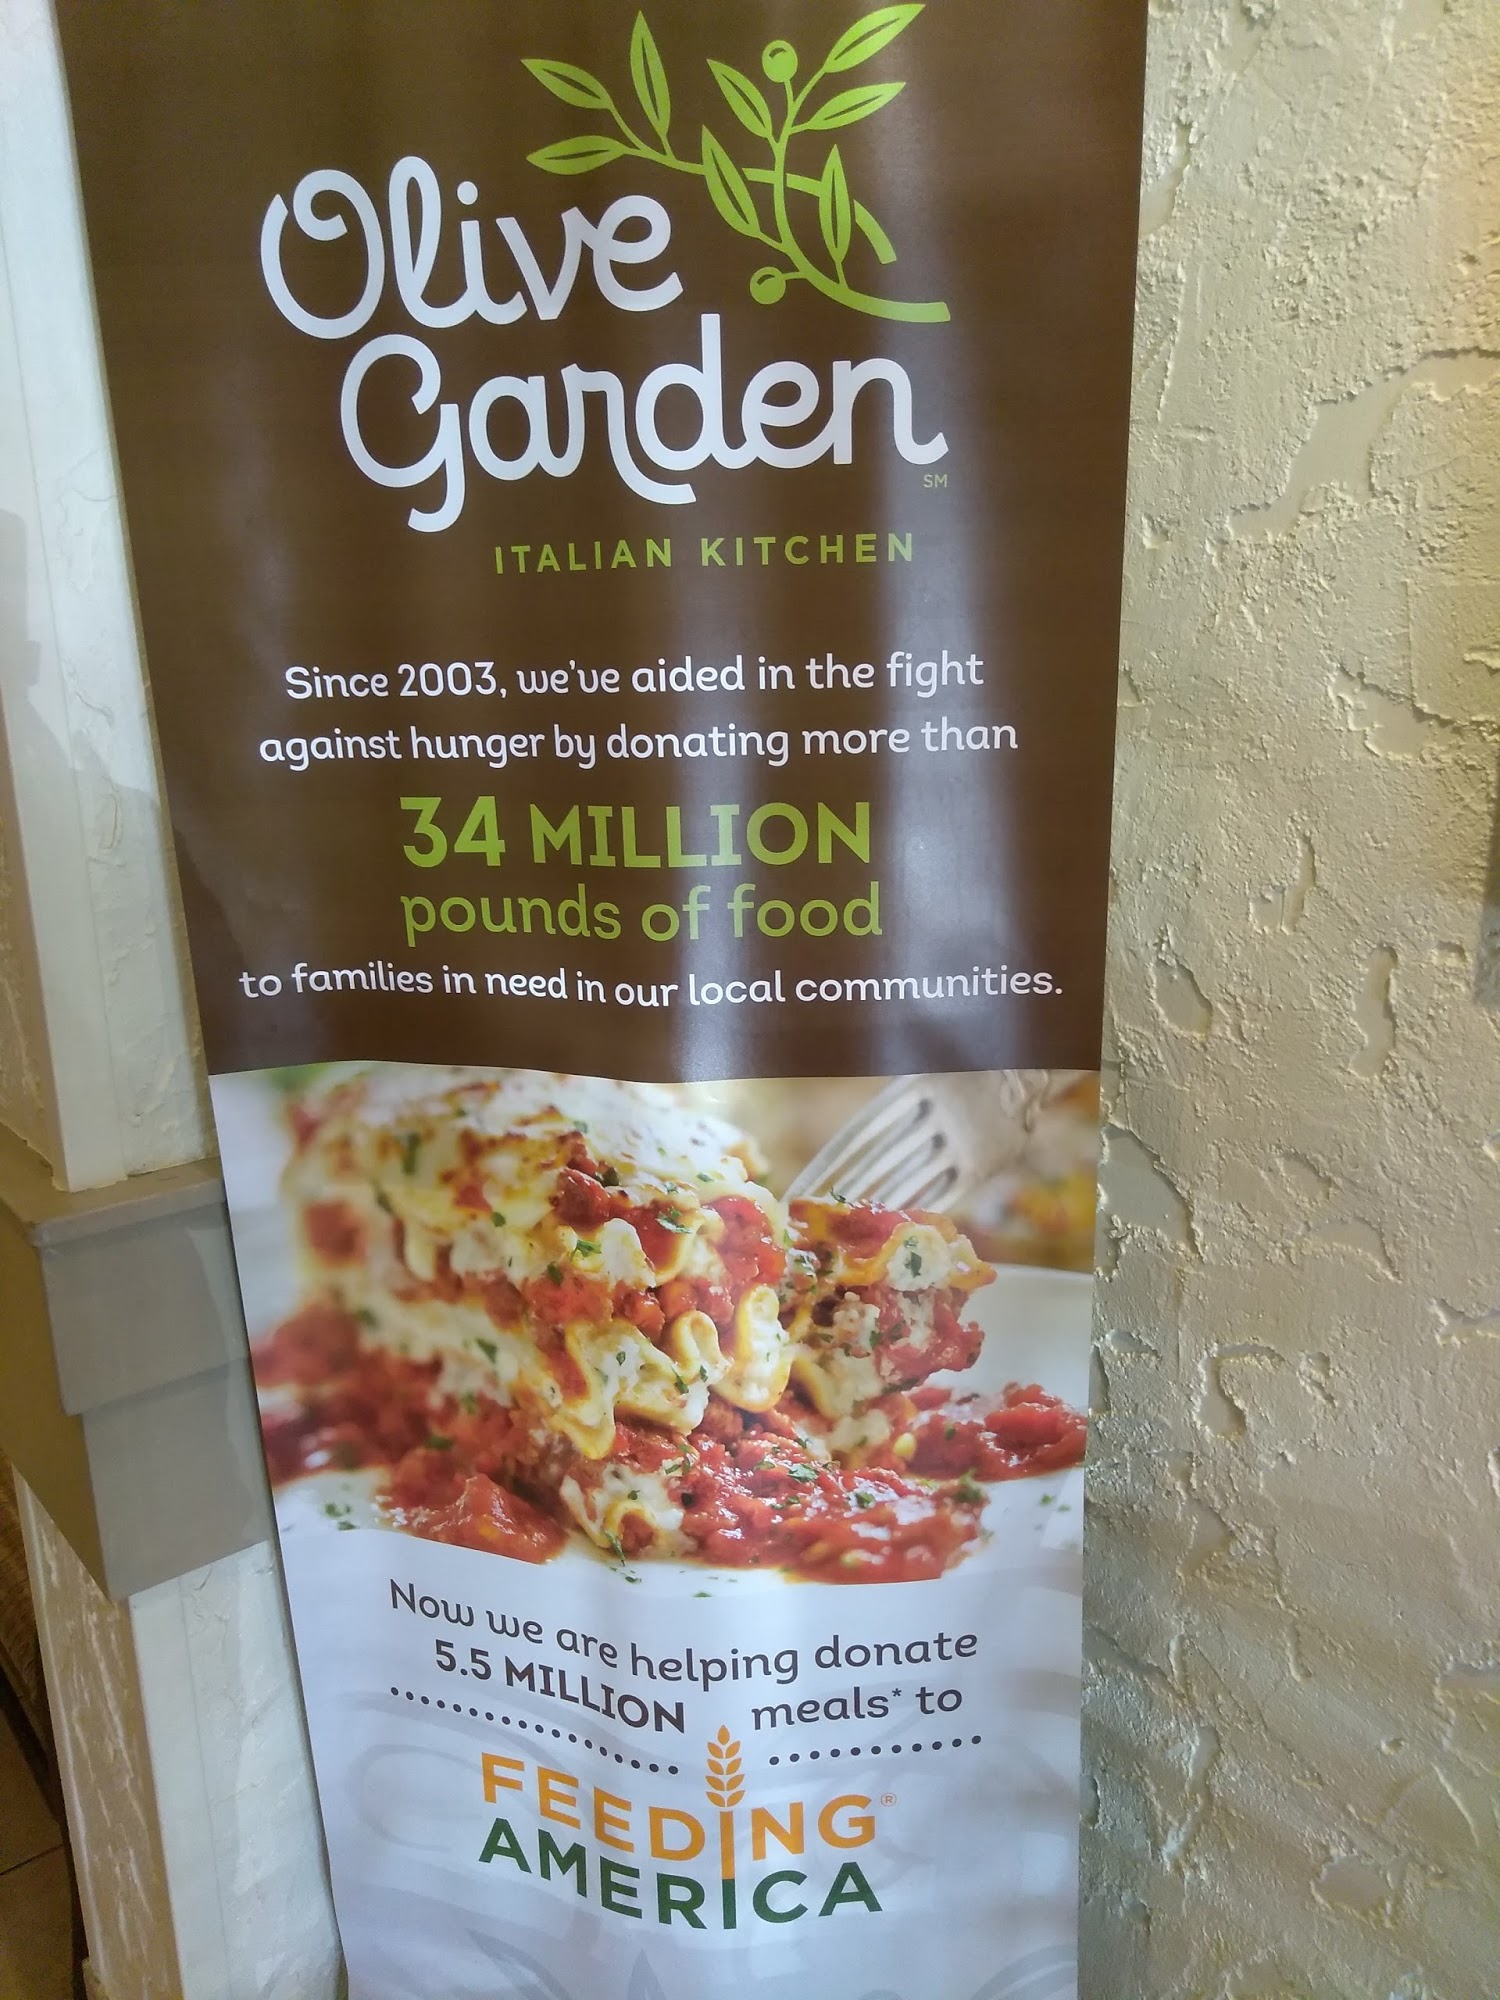 Olive
Garden
SM
ITALIAN KITCHEN
Since 2003, we've aided in the fight
against hunger by donating more than
34 MILLION
pounds of food
to families in need in our local communities.
Now we are helping donate
5.5 MILLION meals* to
FEEDING®
AMERICA